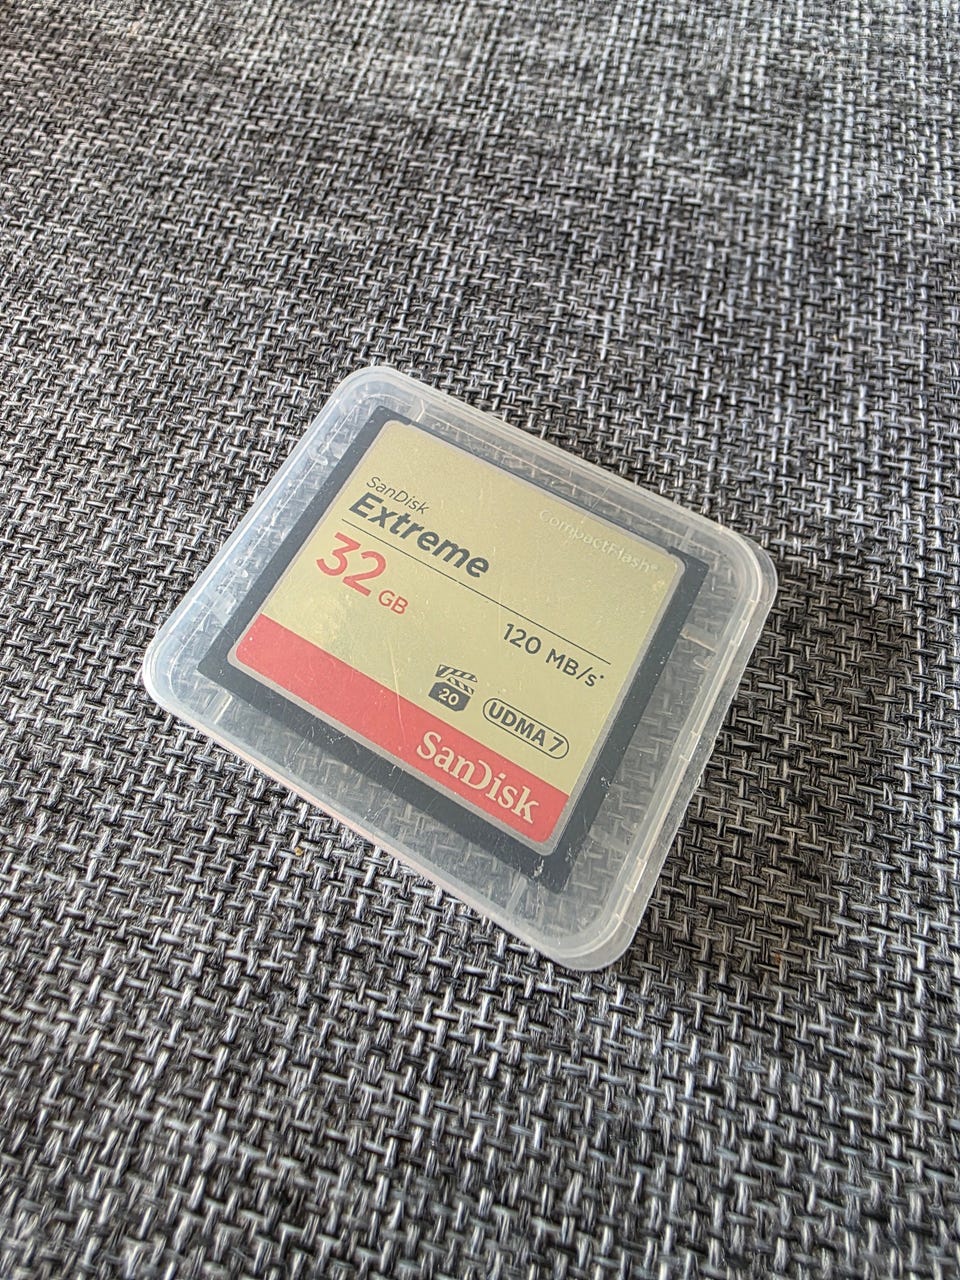 SanDisk
CompactFlash®
Extreme
32 GB
120 MB/s*
20
UDMA 7
SanDisk